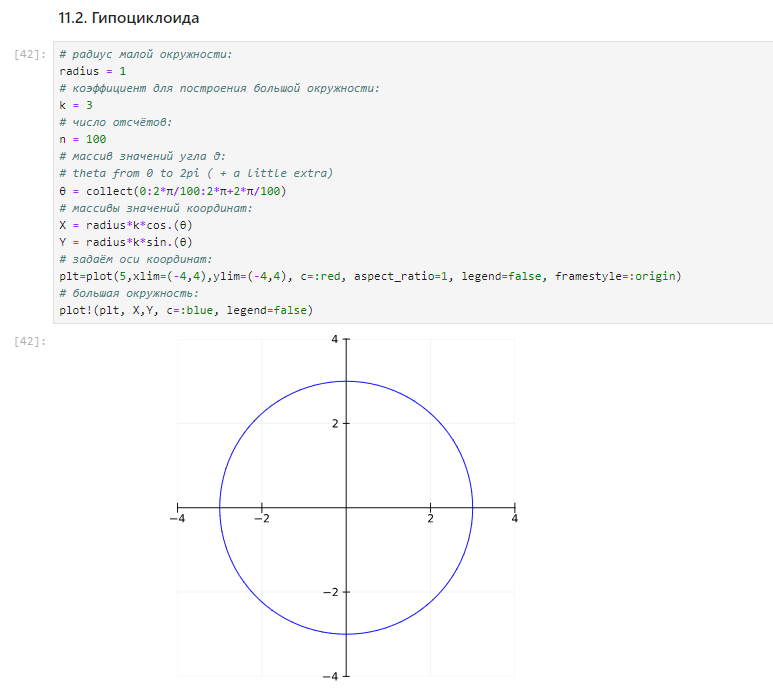 11.2. Гипоциклоида
[42]:
# радиус малой окружности:
radius = 1
# коэффициент для построения большой окружности:
k = 3
# число отсчётов:
n = 100
# массив значений угла θ:
# theta from 0 to 2pi ( + a little extra)
θ = collect(0:2*π/100:2*π+2*π/100)
# массивы значений координат:
X = radius*k*cos.(θ)
Y = radius*k*sin.(θ)
# задаём оси координат:
plt=plot(5,xlim=(-4,4),ylim=(-4,4), c=:red, aspect_ratio=1, legend=false, framestyle=:origin)
# большая окружность:
plot!(plt, X,Y, c=:blue, legend=false)
[42]:
4
2
−4 −2 2 4
−2
−4